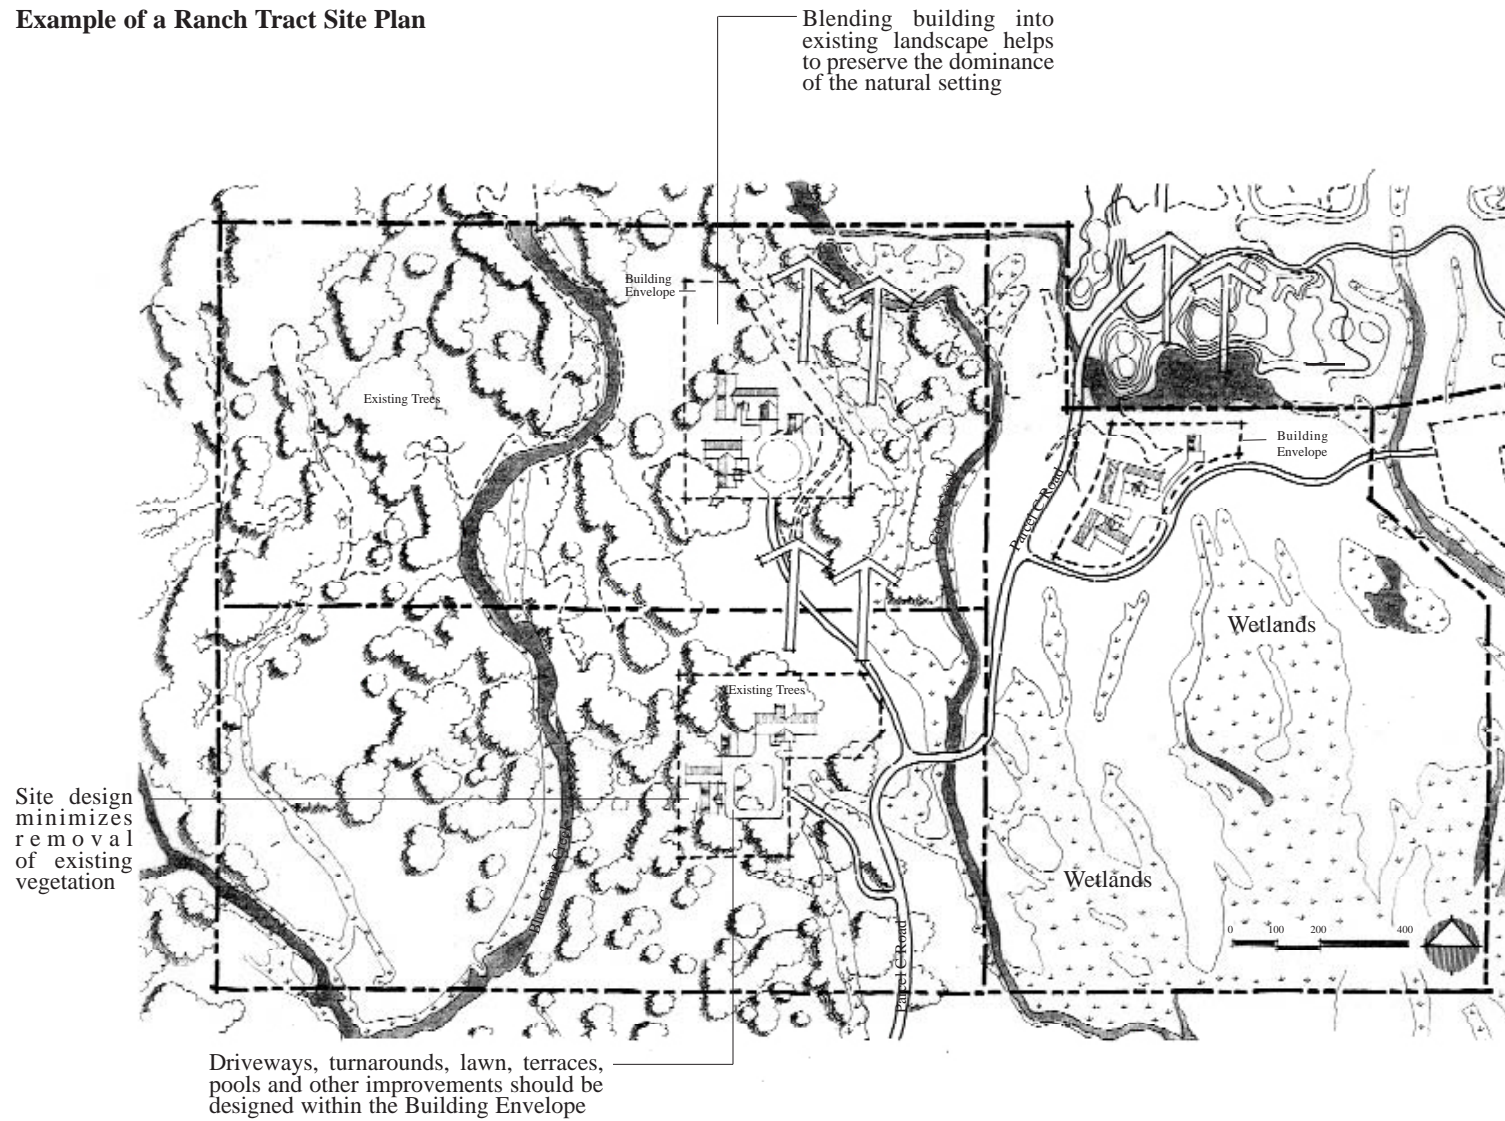 Example of a Ranch Tract Site Plan
Blending building into
existing landscape helps
to preserve the dominance
of the natural setting
Building
Envelope
Existing Trees
Building
Envelope
Parcel C Road
Wetlands
Existing Trees
Site design
minimizes
removal
of existing
vegetation
Wetlands
Blue Crane Creek
Parcel C Road
0 100 200 400
Driveways, turnarounds, lawn, terraces,
pools and other improvements should be
designed within the Building Envelope